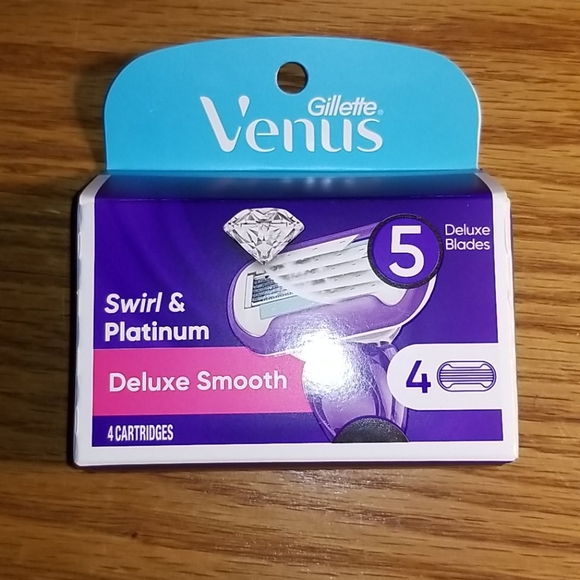 Gillette®
Venus
5 Deluxe
Blades
Swirl &
Platinum
Deluxe Smooth
4
4 CARTRIDGES